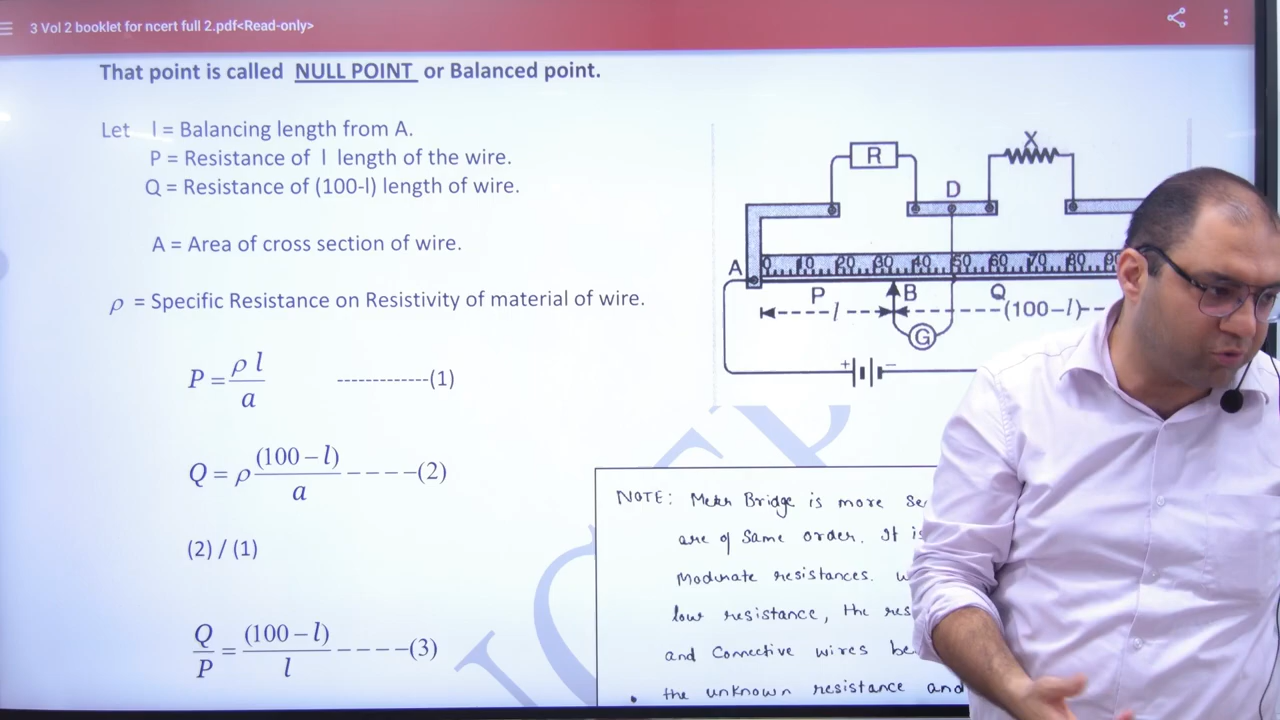 3 Vol 2 booklet for ncert full 2.pdf<Read-only>
That point is called NULL POINT or Balanced point.
Let l = Balancing length from A.
P = Resistance of l length of the wire.
Q = Resistance of (100-l) length of wire.
A = Area of cross section of wire.
ρ = Specific Resistance on Resistivity of material of wire.
P = ρ l / a -------------(1)
Q = ρ (100 – l) / a – – – –(2)
(2) / (1)
Q / P = (100 – l) / l – – – –(3)
R X
D
A 0 10 20 30 40 50 60 70 80 90
P B Q
l (100–l)
G
+ –
NOTE: Meter Bridge is more
are of same order. It is
Moderate resistances.
low resistance, the
and Connective wires
the unknown resistance and